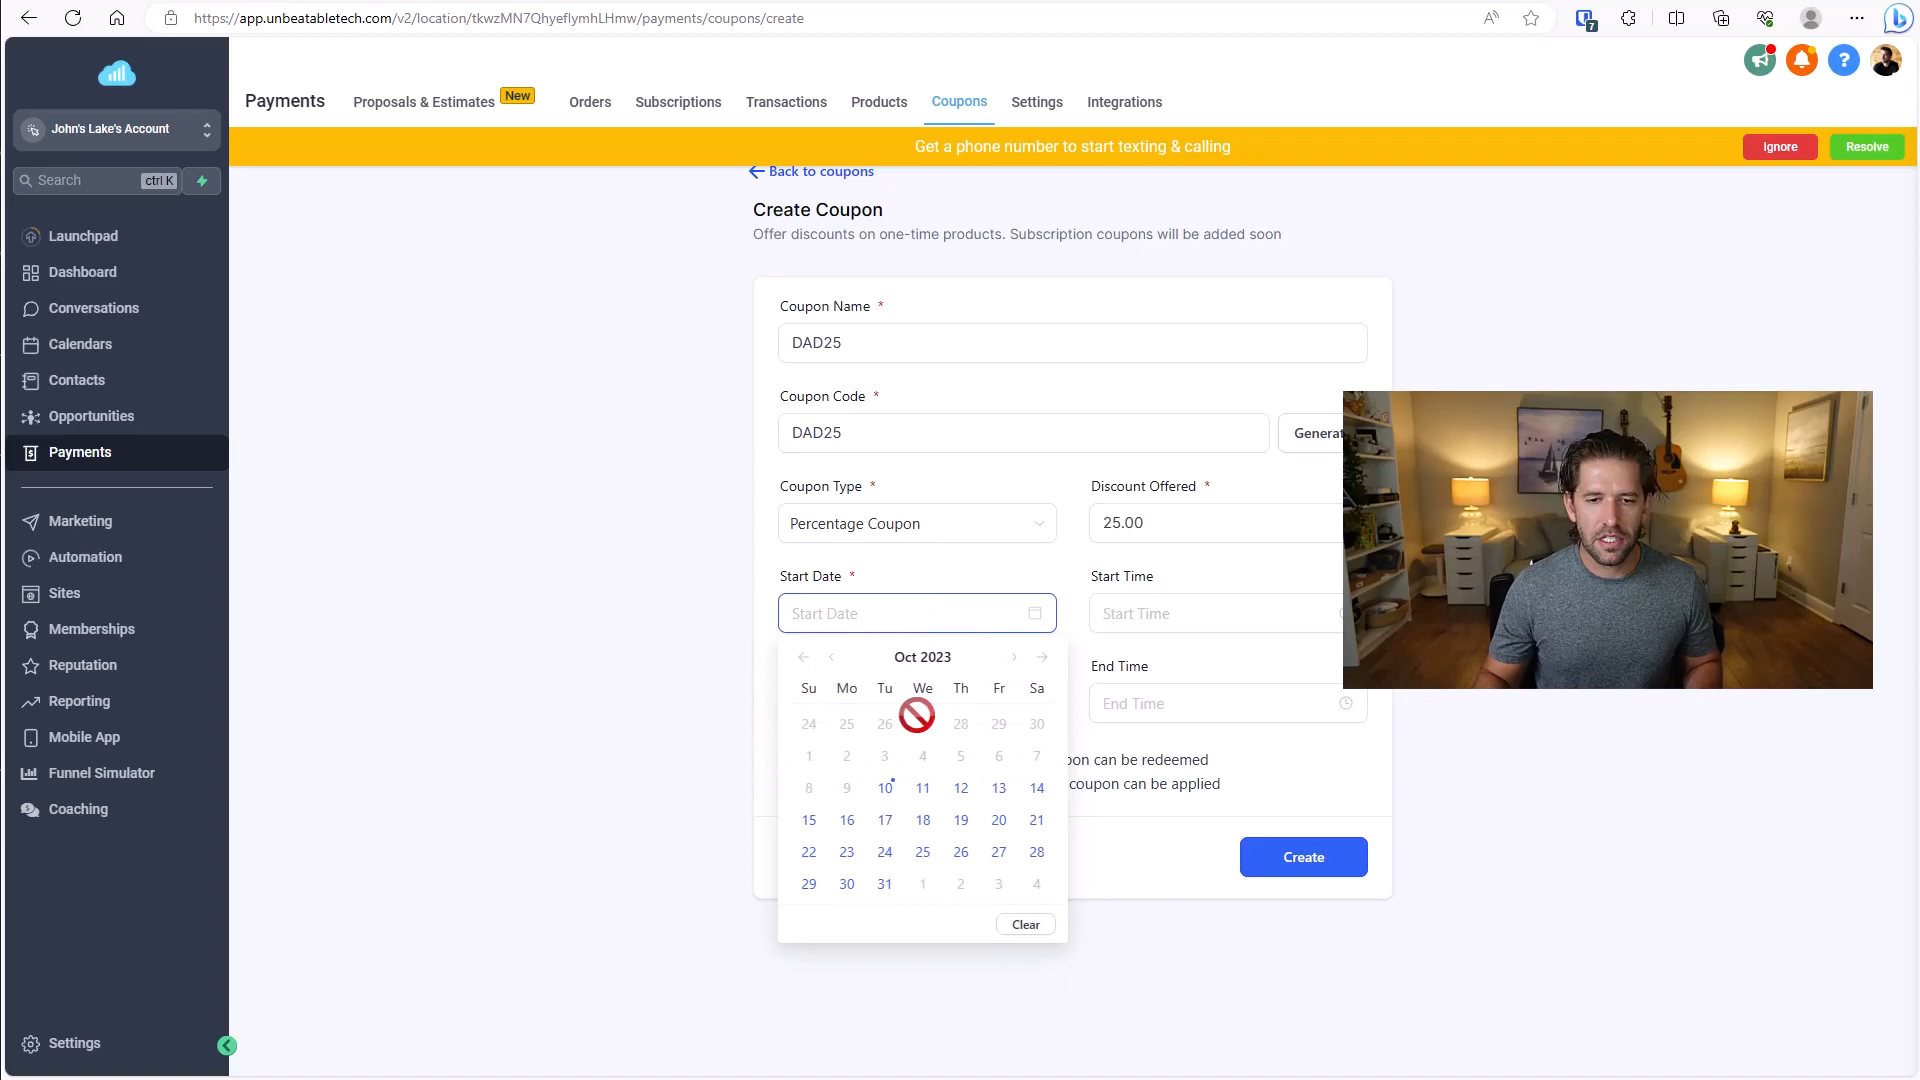 https://app.unbeatabletech.com/v2/location/tkwzMN7QhyeflymhLHmw/payments/coupons/create
7
John's Lake's Account
Search ctrl K
Launchpad
Dashboard
Conversations
Calendars
Contacts
Opportunities
Payments
Marketing
Automation
Sites
Memberships
Reputation
Reporting
Mobile App
Funnel Simulator
Coaching
Settings
Payments Proposals & Estimates New Orders Subscriptions Transactions Products Coupons Settings Integrations
Get a phone number to start texting & calling Ignore Resolve
Back to coupons
Create Coupon
Offer discounts on one-time products. Subscription coupons will be added soon
Coupon Name *
DAD25
Coupon Code *
DAD25 Generat
Coupon Type * Discount Offered *
Percentage Coupon 25.00
Start Date * Start Time
Start Date Start Time
Oct 2023 End Time
Su Mo Tu We Th Fr Sa
End Time
24 25 26 28 29 30
1 2 3 4 5 6 7
pon can be redeemed
8 9 10 11 12 13 14
coupon can be applied
15 16 17 18 19 20 21
22 23 24 25 26 27 28
29 30 31 1 2 3 4
Create
Clear